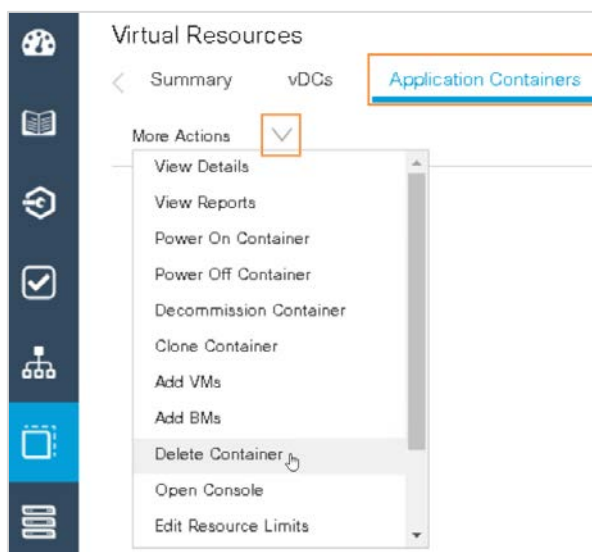 Virtual Resources
Summary vDCs Application Containers
More Actions
View Details
View Reports
Power On Container
Power Off Container
Decommission Container
Clone Container
Add VMs
Add BMs
Delete Container
Open Console
Edit Resource Limits